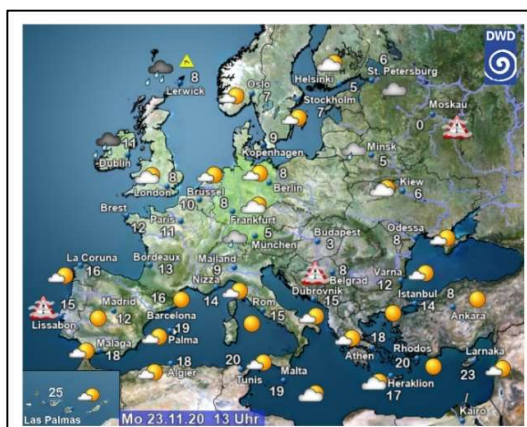 DWD
6
St. Petersburg
Helsinki
5
Oslo
7
8
Lerwick
Stockholm
7
Moskau
0
11
Dublin
9
Kopenhagen
Minsk
5
8
London
Brüssel
10
8
8
Berlin
Kiew
6
Brest
12
Paris
11
Frankfurt
5
München
Budapest
3
Odessa
8
La Coruna
16
Bordeaux
13
Mailand
9
Nizza
14
8
Belgrad
Dubrovnik
15
Varna
12
15
Lissabon
Madrid
12
16
Barcelona
Rom
15
Istanbul
14
8
Ankara
19
Palma
Malaga
18
18
Athen
Rhodos
20
Larnaka
23
18
Algier
20
Tunis
Malta
19
Heraklion
17
Kairo
25
Las Palmas
Mo 23.11.20 13 Uhr